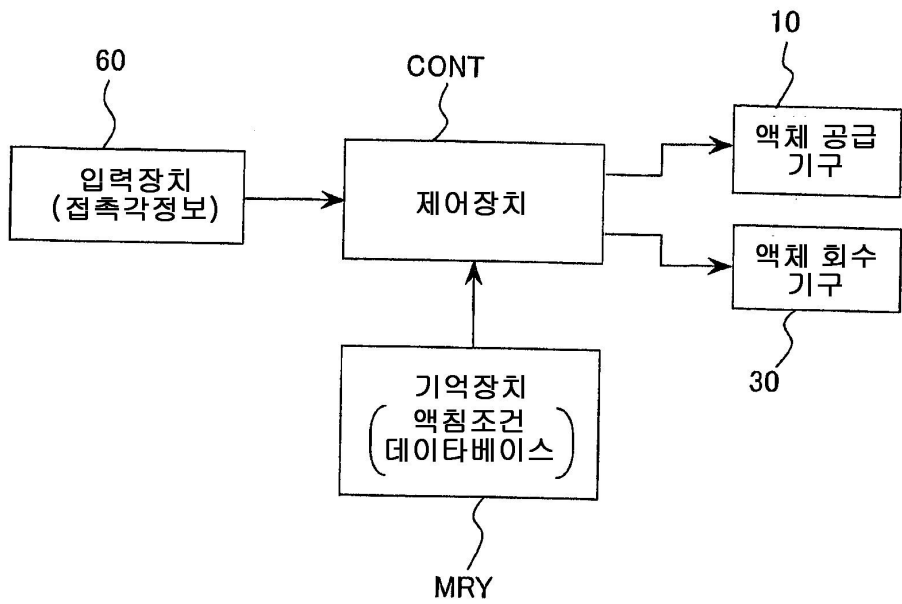 60
CONT
10
입력장치
(접촉각정보)
제어장치
액체 공급
기구
액체 회수
기구
30
기억장치
액침조건
데이타베이스
MRY